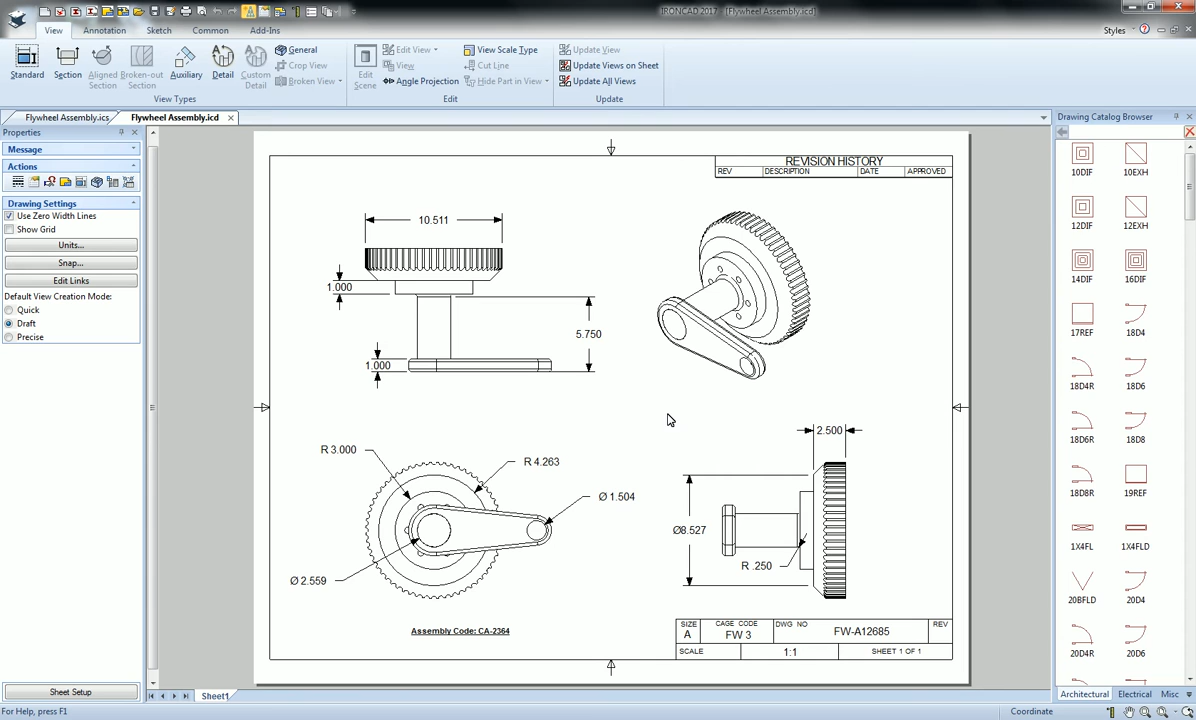 IRONCAD 2017 - [Flywheel Assembly.icd]
View Annotation Sketch Common Add-Ins Styles
Standard Section Aligned Section Broken-out Section Auxiliary Detail Custom Detail
General
Crop View
Broken View
View Types
Edit Scene
Edit View
View
Angle Projection
View Scale Type
Cut Line
Hide Part in View
Edit
Update View
Update Views on Sheet
Update All Views
Update
Flywheel Assembly.ics Flywheel Assembly.icd
Properties
Message
Actions
Drawing Settings
Use Zero Width Lines
Show Grid
Units...
Snap...
Edit Links
Default View Creation Mode:
Quick
Draft
Precise
Sheet Setup
REVISION HISTORY
REV DESCRIPTION DATE APPROVED
10.511
1.000
5.750
1.000
R 3.000
R 4.263
Ø 1.504
Ø 2.559
Assembly Code: CA-2364
2.500
Ø8.527
R .250
SIZE A
CAGE CODE FW 3
DWG NO FW-A12685
REV
SCALE 1:1 SHEET 1 OF 1
Sheet1
Drawing Catalog Browser
10DIF 10EXH
12DIF 12EXH
14DIF 16DIF
17REF 18D4
18D4R 18D6
18D6R 18D8
18D8R 19REF
1X4FL 1X4FLD
20BFLD 20D4
20D4R 20D6
Architectural Electrical Misc
For Help, press F1 Coordinate